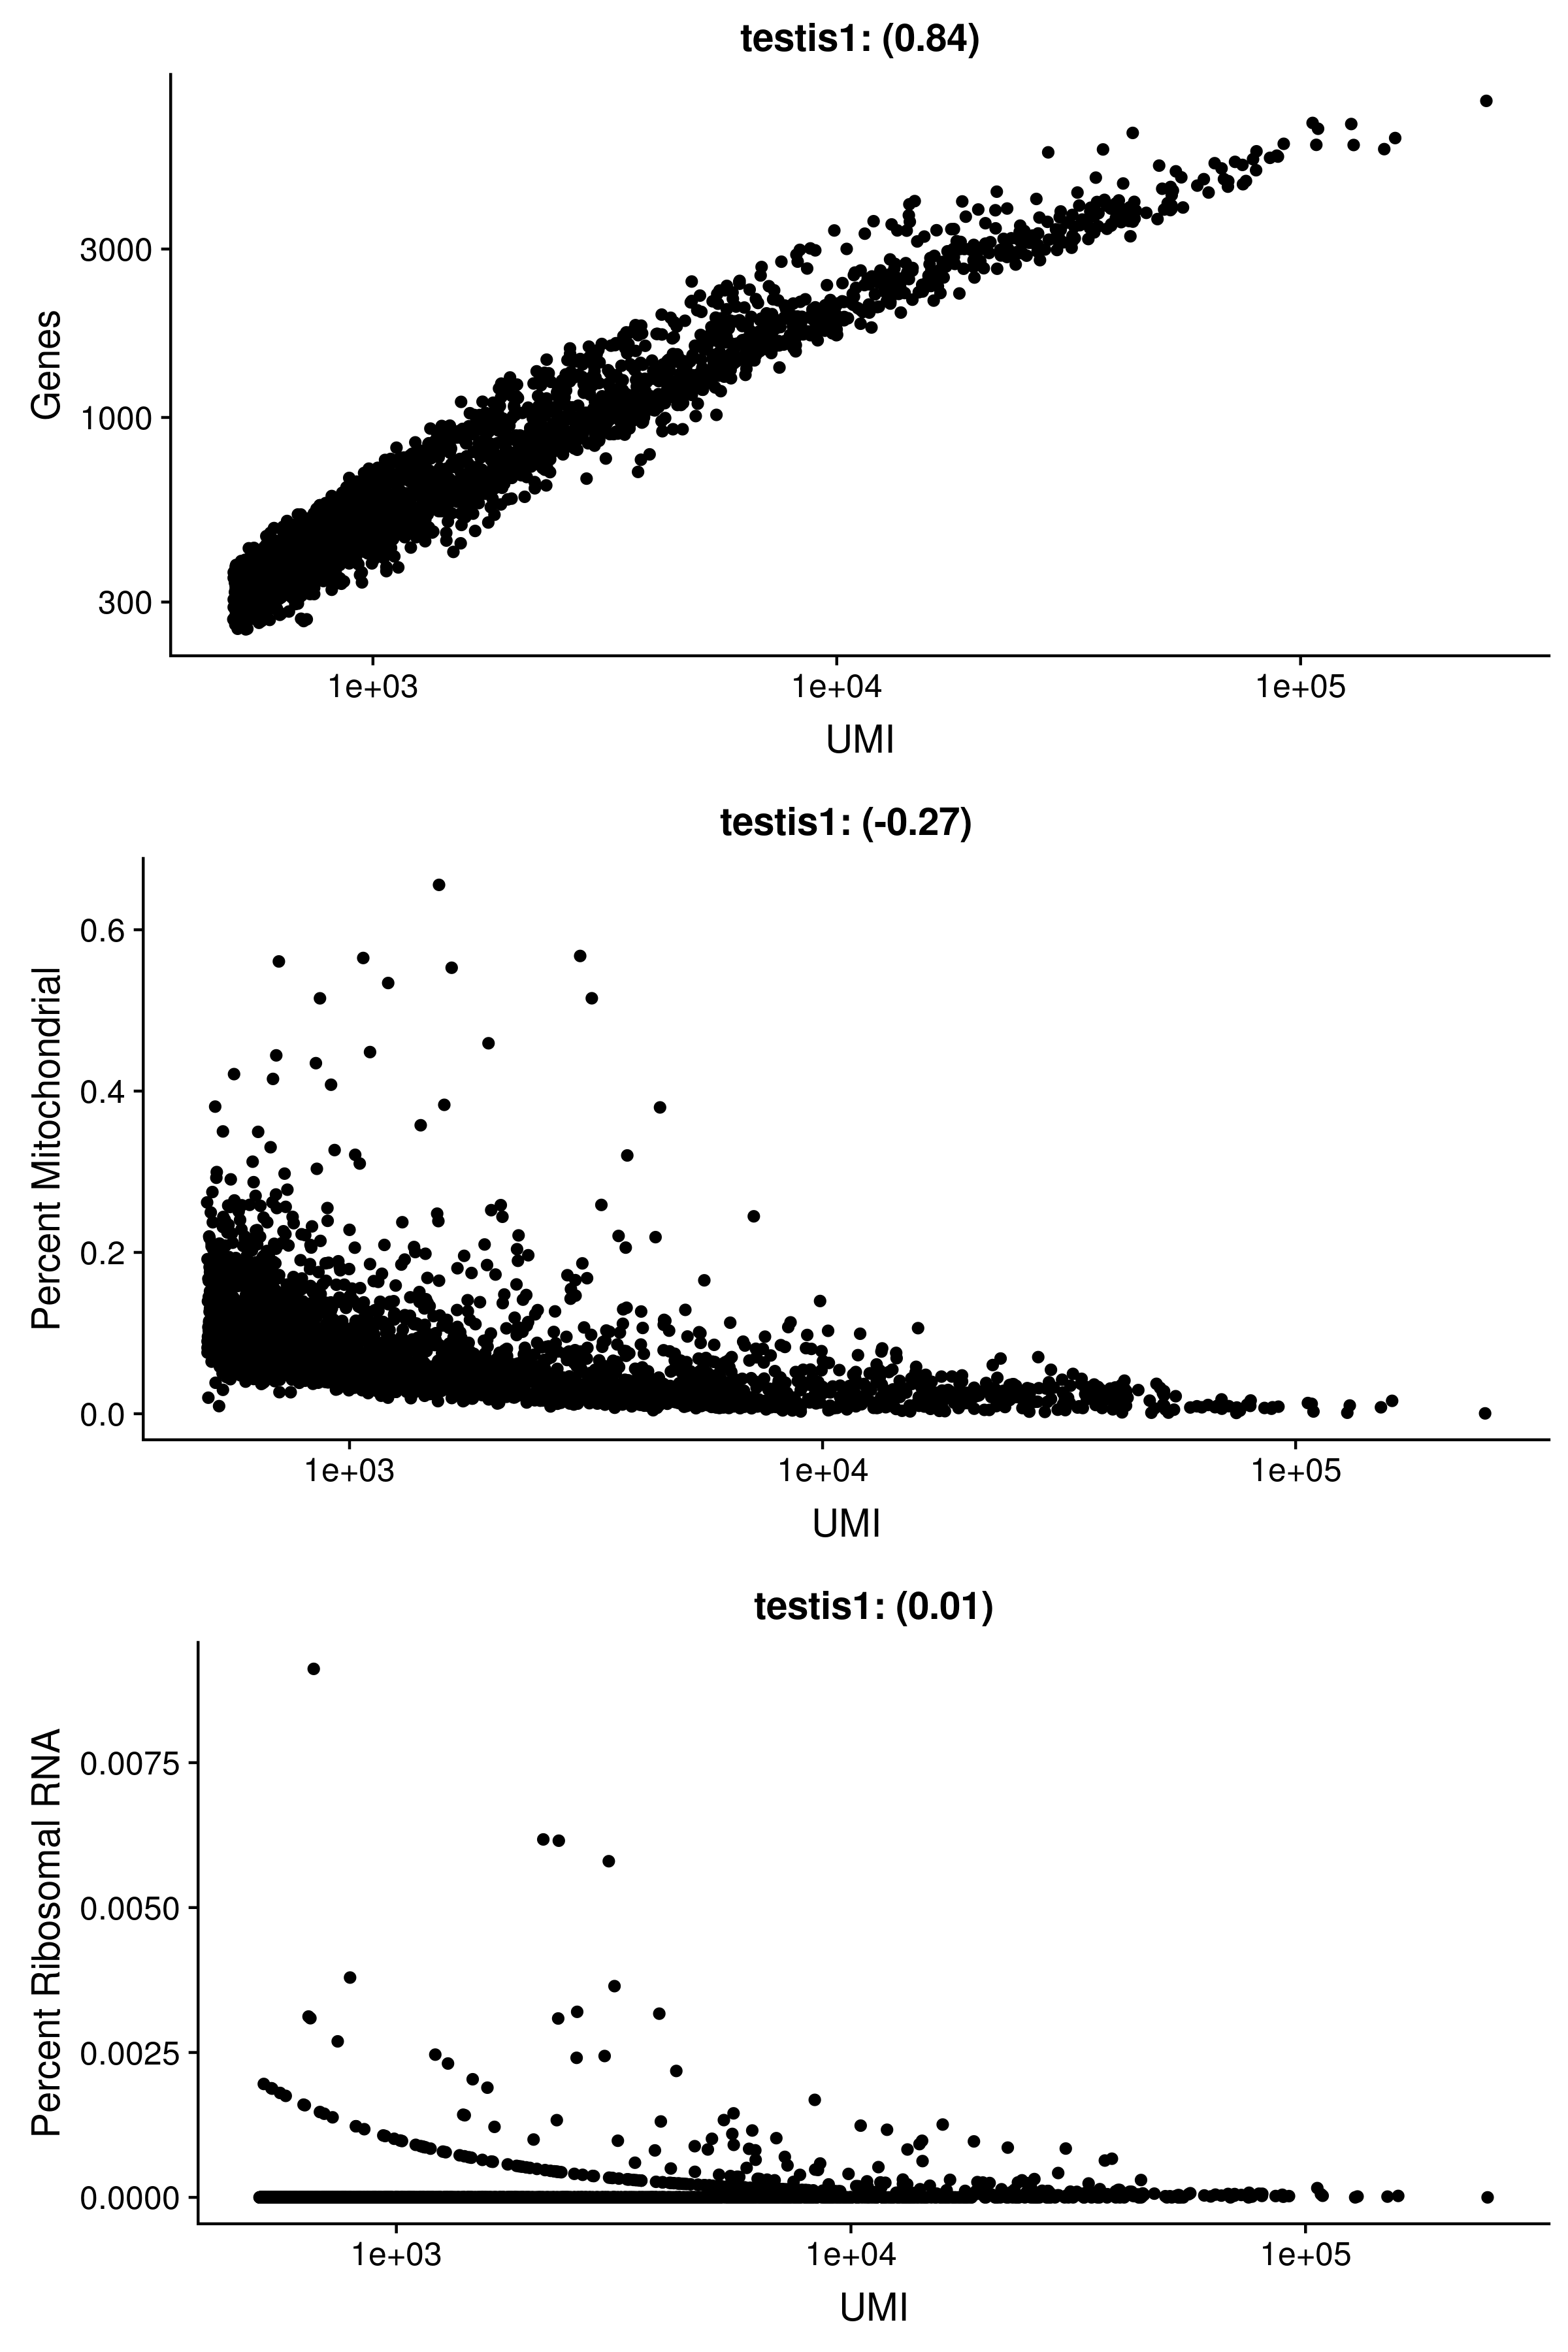 testis1: (0.84)
Genes
3000
1000
300
1e+03 1e+04 1e+05
UMI
testis1: (-0.27)
Percent Mitochondrial
0.6
0.4
0.2
0.0
1e+03 1e+04 1e+05
UMI
testis1: (0.01)
Percent Ribosomal RNA
0.0075
0.0050
0.0025
0.0000
1e+03 1e+04 1e+05
UMI